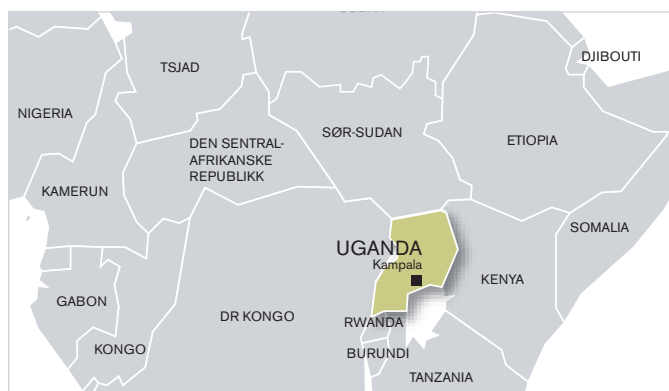 DJIBOUTI
TSJAD
NIGERIA
SØR-SUDAN
ETIOPIA
DEN SENTRAL-
AFRIKANSKE
REPUBLIKK
KAMERUN
SOMALIA
UGANDA
Kampala
KENYA
GABON
DR KONGO
RWANDA
KONGO
BURUNDI
TANZANIA